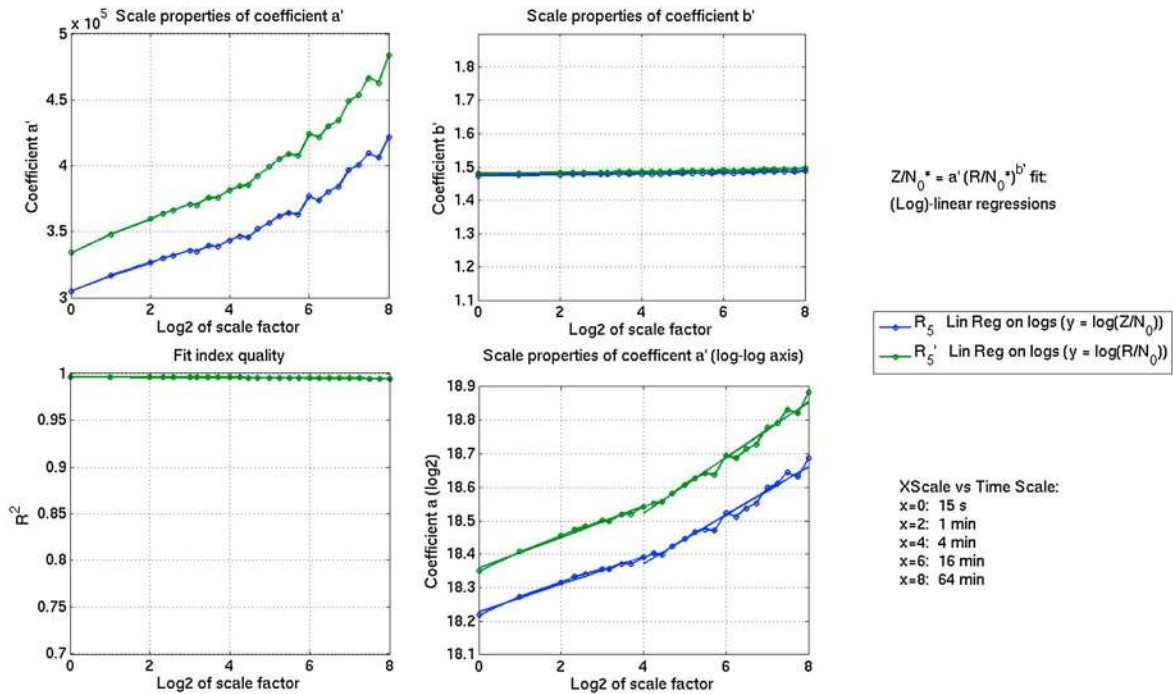 Scale properties of coefficient a'
× 10⁵
5
4.5
4
3.5
3
Coefficient a'
0 2 4 6 8
Log2 of scale factor
Scale properties of coefficient b'
1.9
1.8
1.7
1.6
1.5
1.4
1.3
1.2
1.1
Coefficient b'
0 2 4 6 8
Log2 of scale factor
Z/N₀* = a' (R/N₀*)^b' fit:
(Log)-linear regressions
R₅ Lin Reg on logs (y = log(Z/N₀))
R₅' Lin Reg on logs (y = log(R/N₀))
Fit index quality
1
0.95
0.9
0.85
0.8
0.75
0.7
R²
0 2 4 6 8
Log2 of scale factor
Scale properties of coefficent a' (log-log axis)
18.9
18.8
18.7
18.6
18.5
18.4
18.3
18.2
18.1
Coefficient a (log2)
0 2 4 6 8
Log2 of scale factor
XScale vs Time Scale:
x=0: 15 s
x=2: 1 min
x=4: 4 min
x=6: 16 min
x=8: 64 min